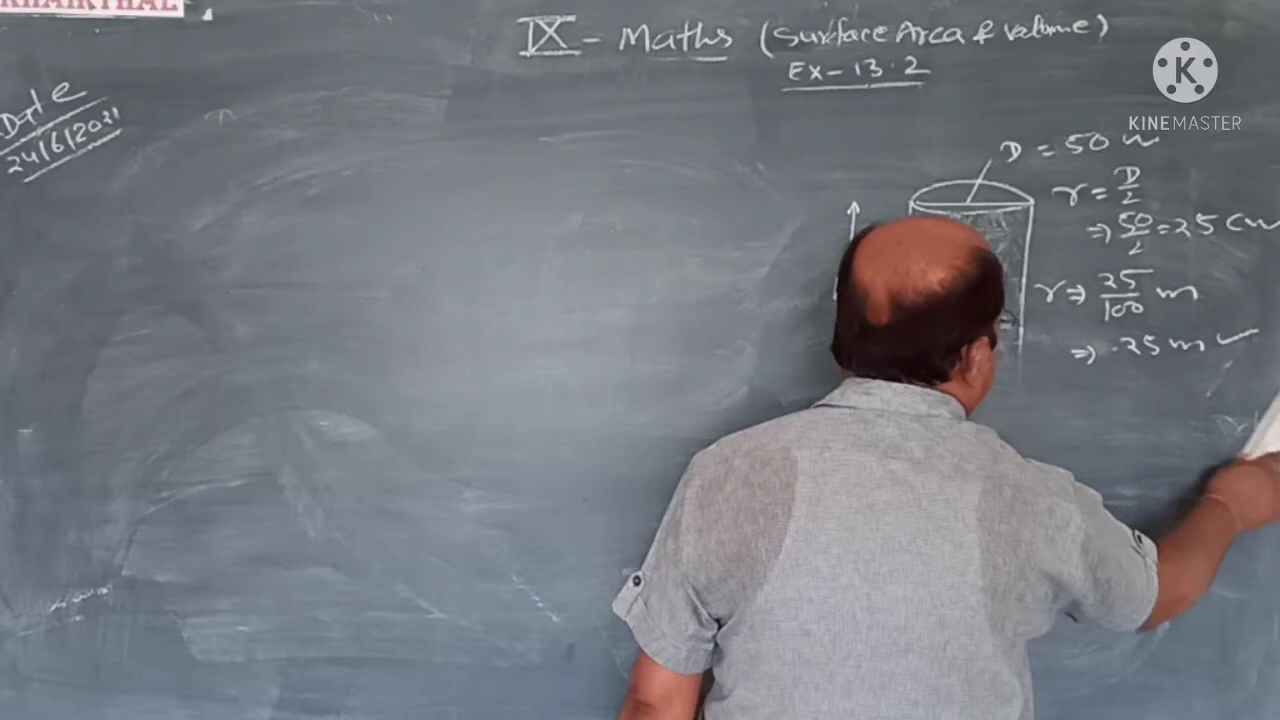 KHAIRTHAL
IX - Maths (Surface Area & Volume)
Ex-13.2
Date
24/6/2021
KINEMASTER
D = 50 cm
r = D/2
⇒ 50/2 = 25 cm
r ⇒ 25/100 m
⇒ .25 m